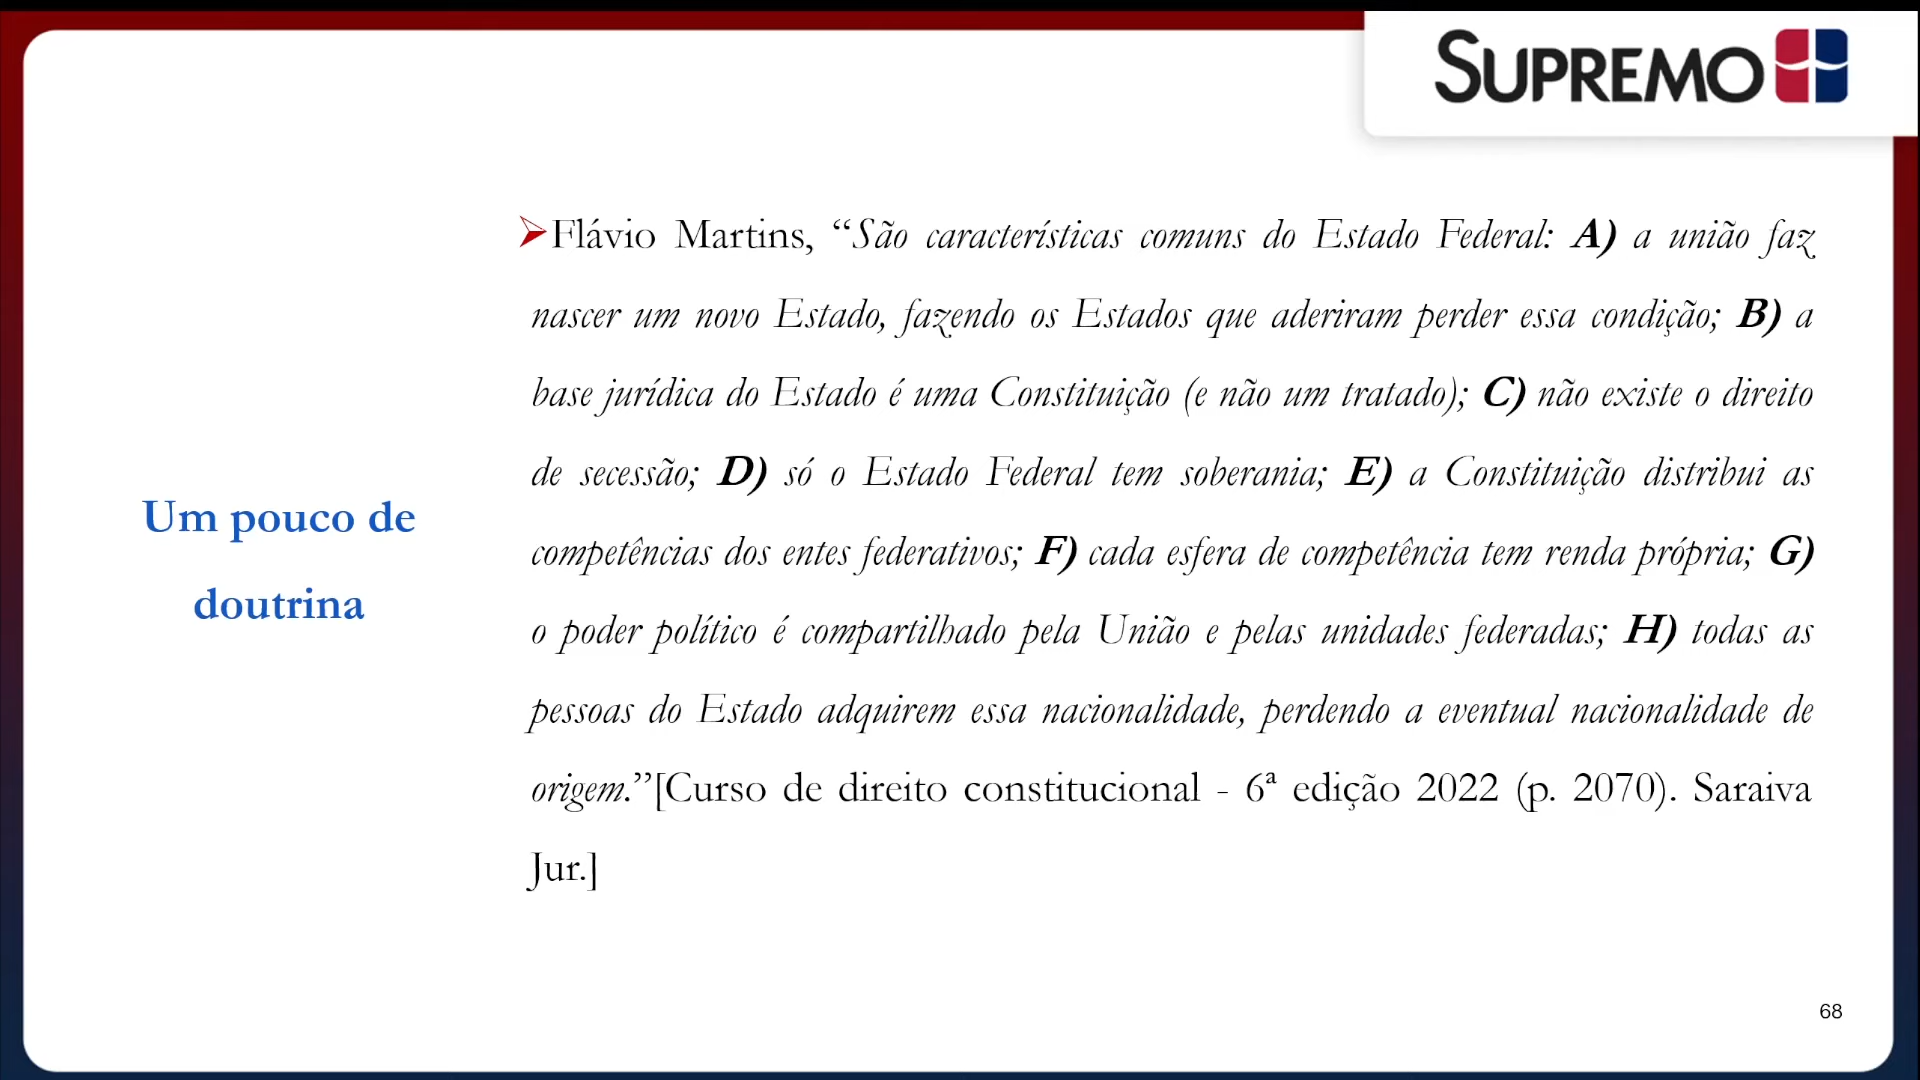 SUPREMO
Um pouco de
doutrina
➢Flávio Martins, “São características comuns do Estado Federal: A) a união faz
nascer um novo Estado, fazendo os Estados que aderiram perder essa condição; B) a
base jurídica do Estado é uma Constituição (e não um tratado); C) não existe o direito
de secessão; D) só o Estado Federal tem soberania; E) a Constituição distribui as
competências dos entes federativos; F) cada esfera de competência tem renda própria; G)
o poder político é compartilhado pela União e pelas unidades federadas; H) todas as
pessoas do Estado adquirem essa nacionalidade, perdendo a eventual nacionalidade de
origem.”[Curso de direito constitucional - 6ª edição 2022 (p. 2070). Saraiva
Jur.]
68